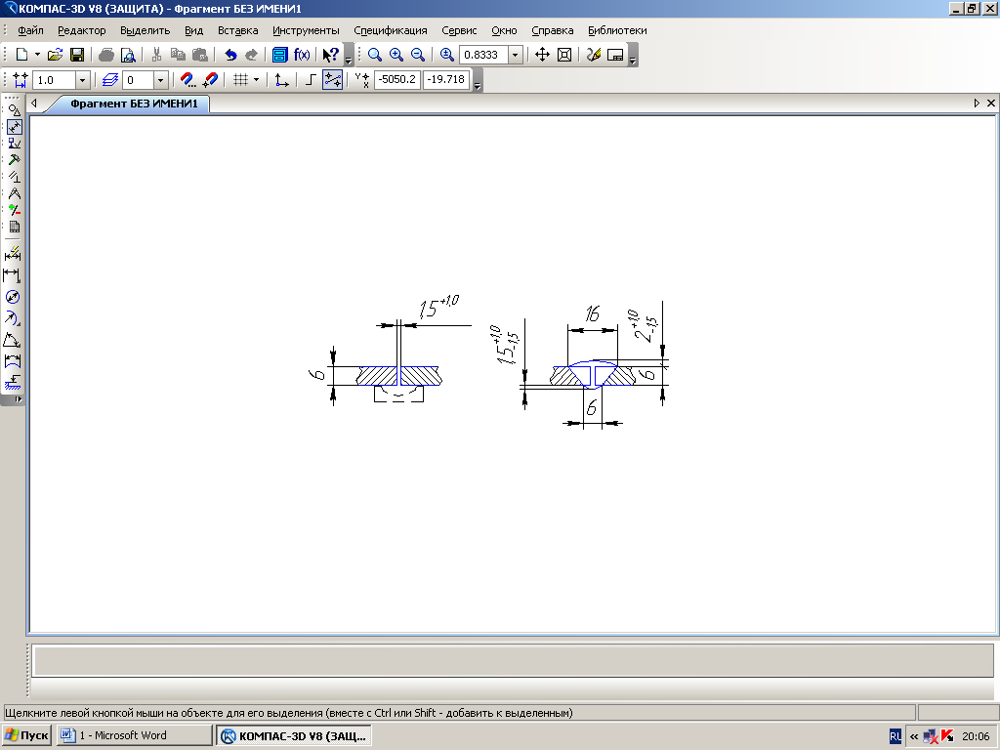 КОМПАС-3D V8 (ЗАЩИТА) - Фрагмент БЕЗ ИМЕНИ1
Файл Редактор Выделить Вид Вставка Инструменты Спецификация Сервис Окно Справка Библиотеки
0.8333
1.0 0 -5050.2 -19.718
Фрагмент БЕЗ ИМЕНИ1
1,5+1,0
6
1,5+1,0-1,5
16
2+1,0-1,5
6
6
Щелкните левой кнопкой мыши на объекте для его выделения (вместе с Ctrl или Shift - добавить к выделенным)
Пуск 1 - Microsoft Word КОМПАС-3D V8 (ЗАЩ... RU 20:06